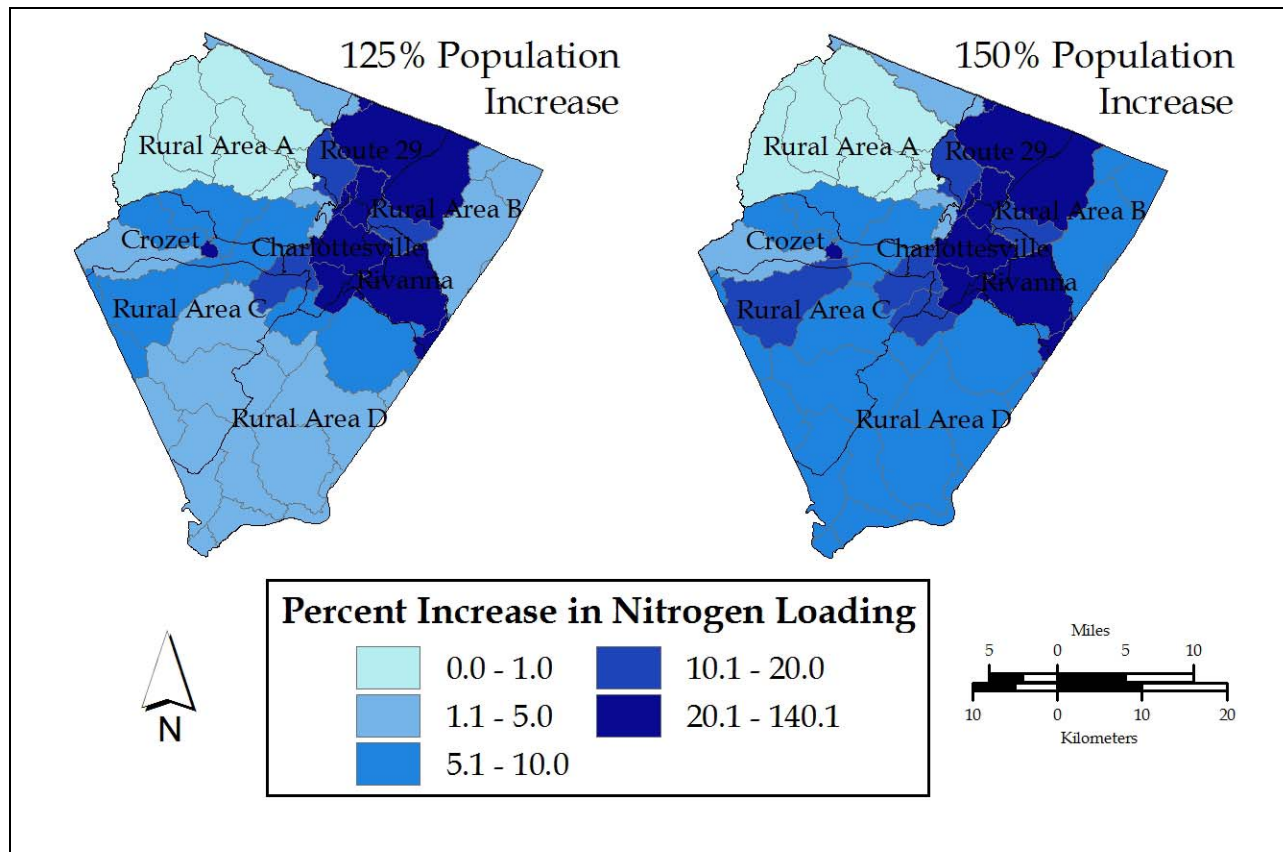 125% Population
Increase
Rural Area A
Route 29
Rural Area B
Crozet
Charlottesville
Rivanna
Rural Area C
Rural Area D
150% Population
Increase
Rural Area A
Route 29
Rural Area B
Crozet
Charlottesville
Rivanna
Rural Area C
Rural Area D
Percent Increase in Nitrogen Loading
0.0 - 1.0
1.1 - 5.0
5.1 - 10.0
10.1 - 20.0
20.1 - 140.1
N
Miles
5 0 5 10
10 0 10 20
Kilometers